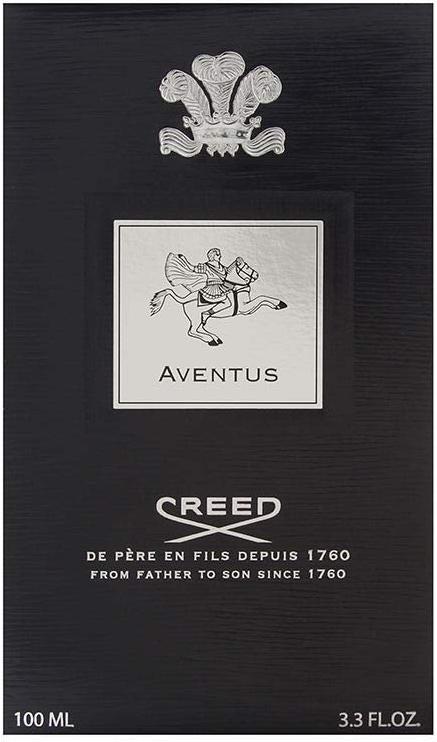 AVENTUS
CREED
DE PÈRE EN FILS DEPUIS 1760
FROM FATHER TO SON SINCE 1760
100 ML
3.3 FL.OZ.